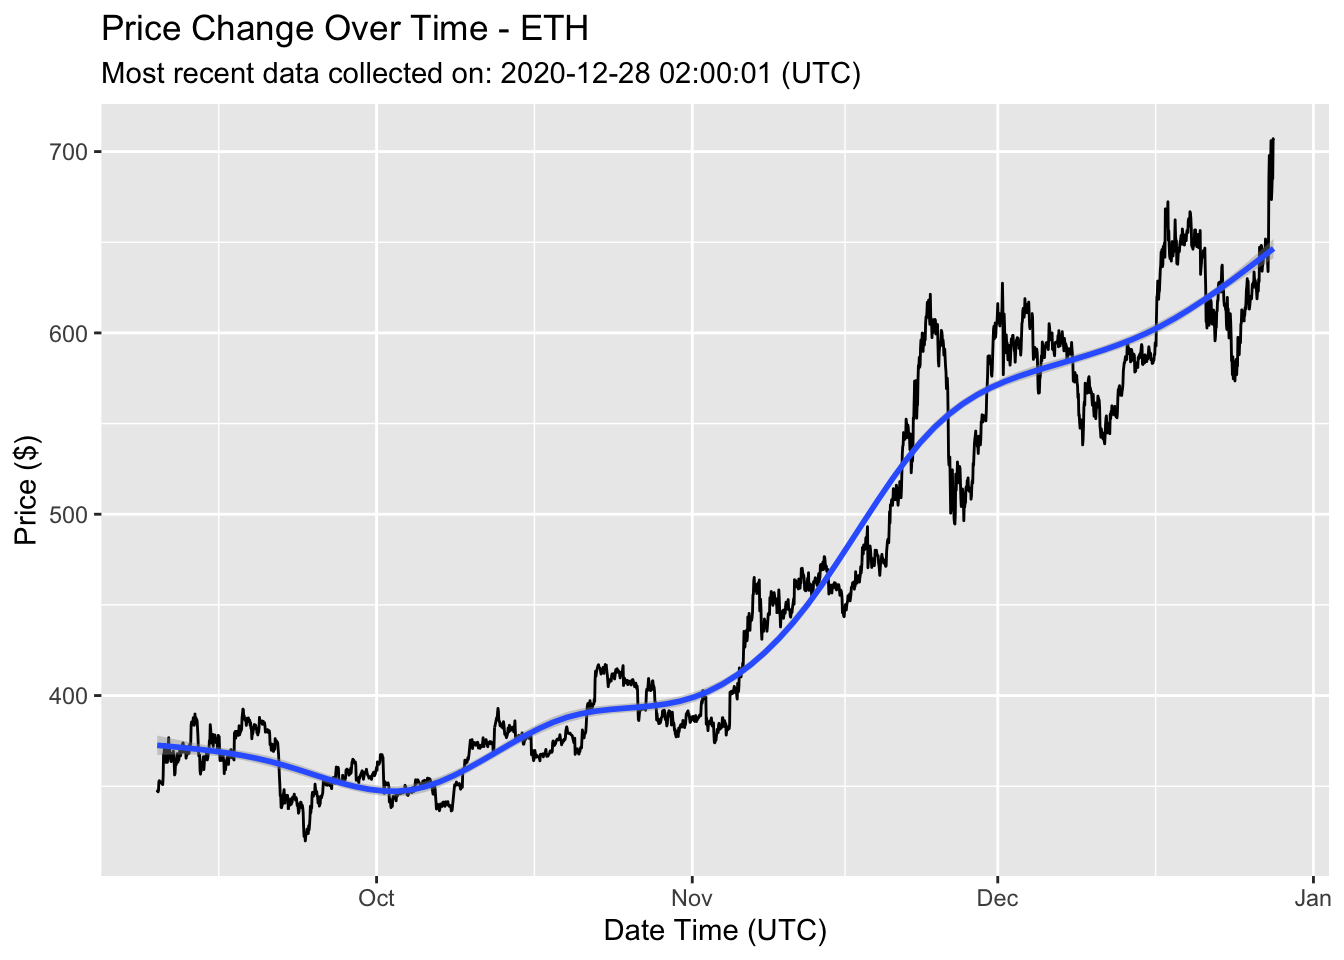 Price Change Over Time - ETH
Most recent data collected on: 2020-12-28 02:00:01 (UTC)
Price ($)
700
600
500
400
Oct
Nov
Dec
Jan
Date Time (UTC)